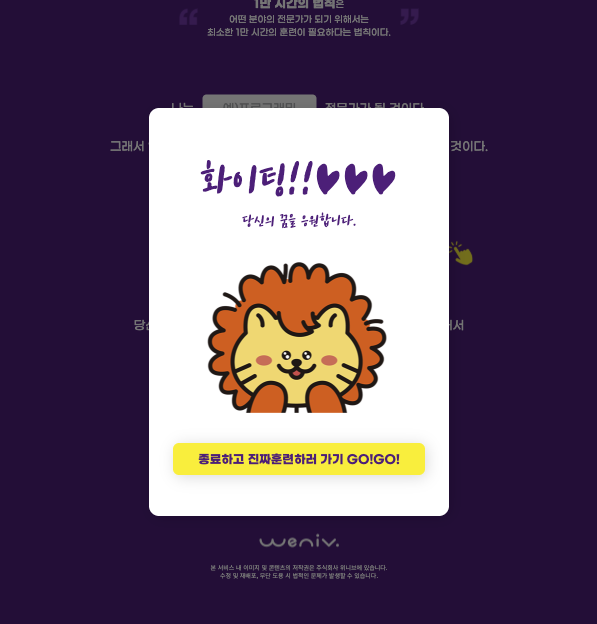 1만 시간의 법칙은
어떤 분야의 전문가가 되기 위해서는
최소한 1만 시간의 훈련이 필요하다는 법칙이다.
나는 예)프로그래밍 전문가가 될 것이다.
그래서 것이다.
화이팅!!♥♥♥
당신의 꿈을 응원합니다.
종료하고 진짜훈련하러 가기 GO!GO!
weniv.
본 서비스 내 이미지 및 콘텐츠의 저작권은 주식회사 위니브에 있습니다.
수정 및 재배포, 무단 도용 시 법적인 문제가 발생할 수 있습니다.